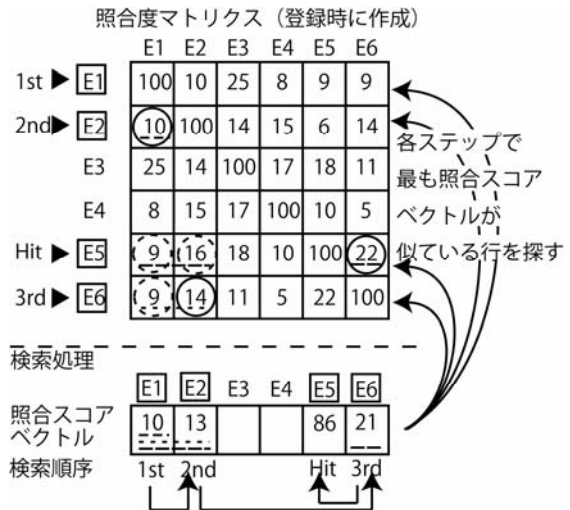 照合度マトリクス（登録時に作成）
E1 E2 E3 E4 E5 E6
1st ▶ E1 100 10 25 8 9 9
2nd ▶ E2 10 100 14 15 6 14
E3 25 14 100 17 18 11
E4 8 15 17 100 10 5
Hit ▶ E5 9 16 18 10 100 22
3rd ▶ E6 9 14 11 5 22 100
各ステップで
最も照合スコア
ベクトルが
似ている行を探す
検索処理
E1 E2 E3 E4 E5 E6
照合スコア
ベクトル
10 13 86 21
検索順序 1st 2nd Hit 3rd